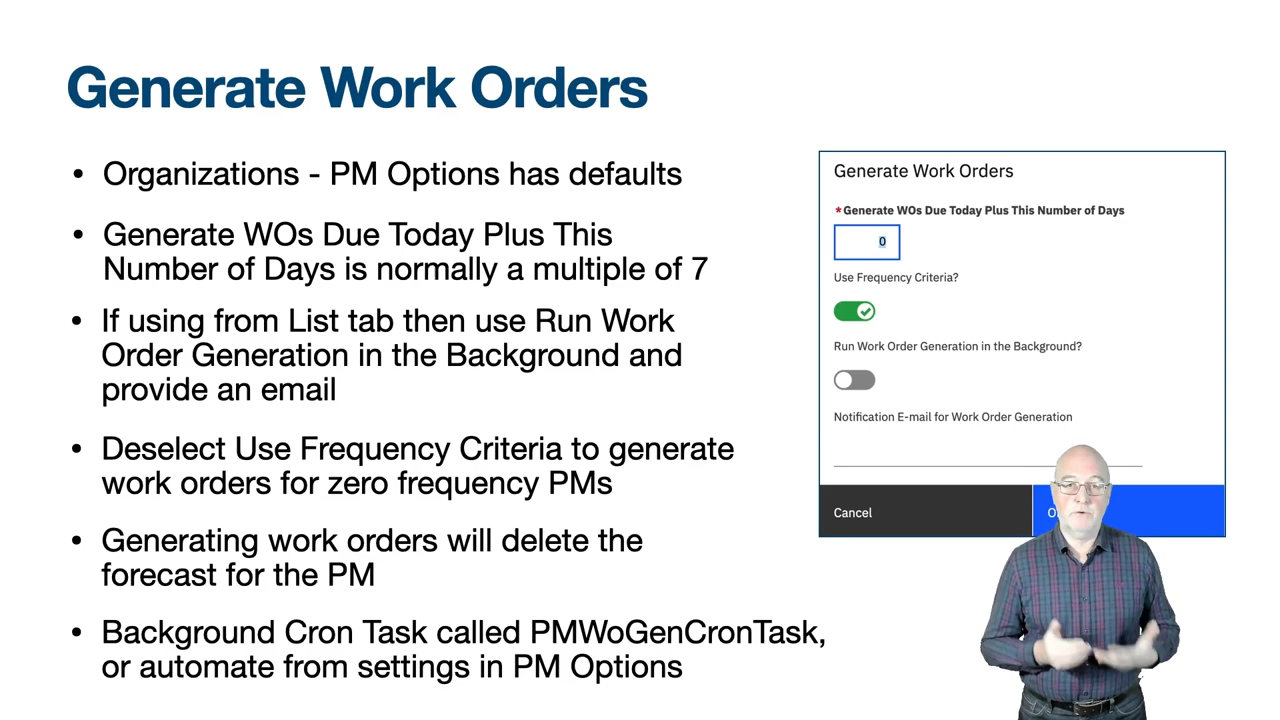 Generate Work Orders
• Organizations - PM Options has defaults
• Generate WOs Due Today Plus This
Number of Days is normally a multiple of 7
• If using from List tab then use Run Work
Order Generation in the Background and
provide an email
• Deselect Use Frequency Criteria to generate
work orders for zero frequency PMs
• Generating work orders will delete the
forecast for the PM
• Background Cron Task called PMWoGenCronTask,
or automate from settings in PM Options
Generate Work Orders
*Generate WOs Due Today Plus This Number of Days
0
Use Frequency Criteria?
Run Work Order Generation in the Background?
Notification E-mail for Work Order Generation
Cancel